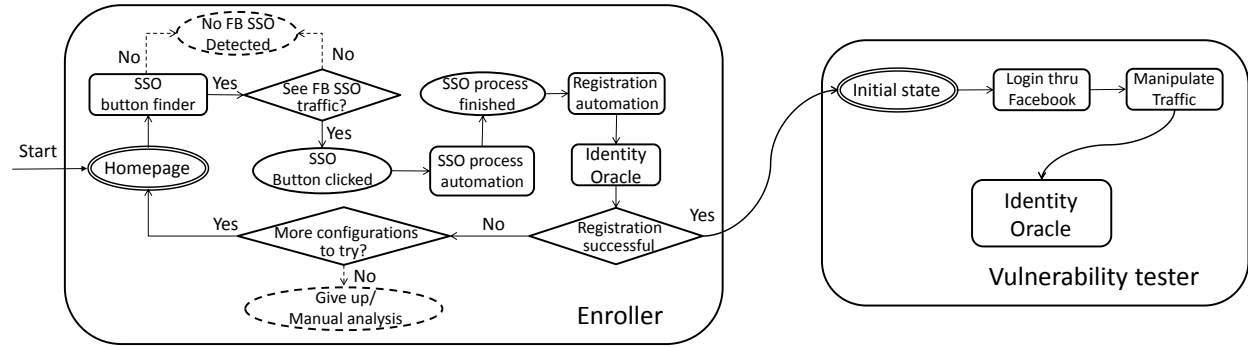 No FB SSO
Detected
No
No
SSO
button finder
Yes
See FB SSO
traffic?
SSO process
finished
Registration
automation
Initial state
Login thru
Facebook
Manipulate
Traffic
Start
Homepage
Yes
SSO
Button clicked
SSO process
automation
Identity
Oracle
Identity
Oracle
Yes
More configurations
to try?
No
Registration
successful
Yes
No
Give up/
Manual analysis
Enroller
Vulnerability tester